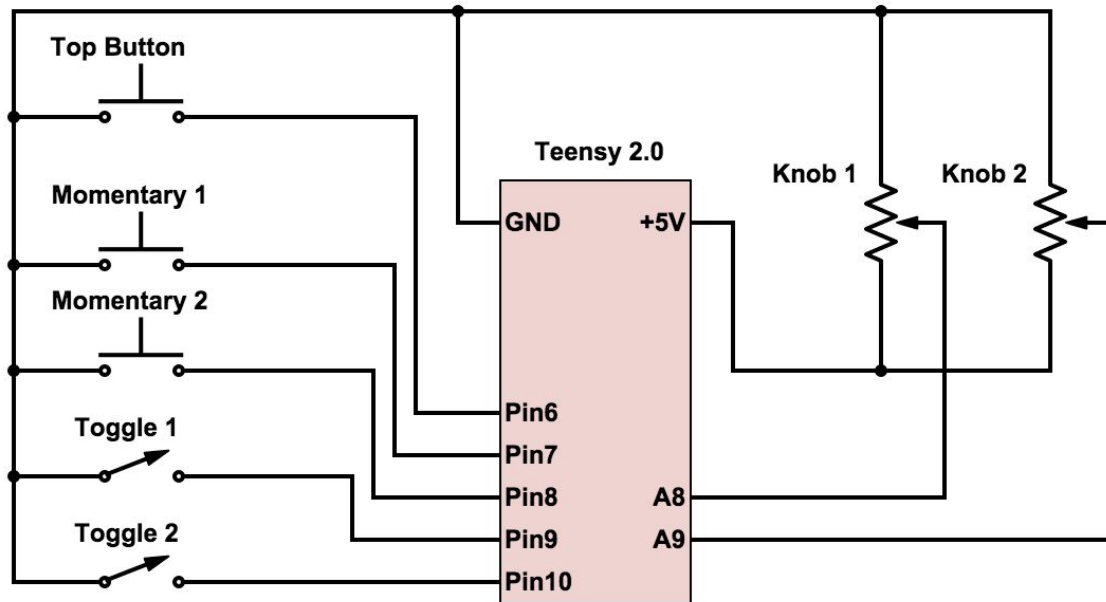 Top Button
Momentary 1
Momentary 2
Toggle 1
Toggle 2
Teensy 2.0
GND
+5V
Pin6
Pin7
Pin8
Pin9
Pin10
A8
A9
Knob 1
Knob 2